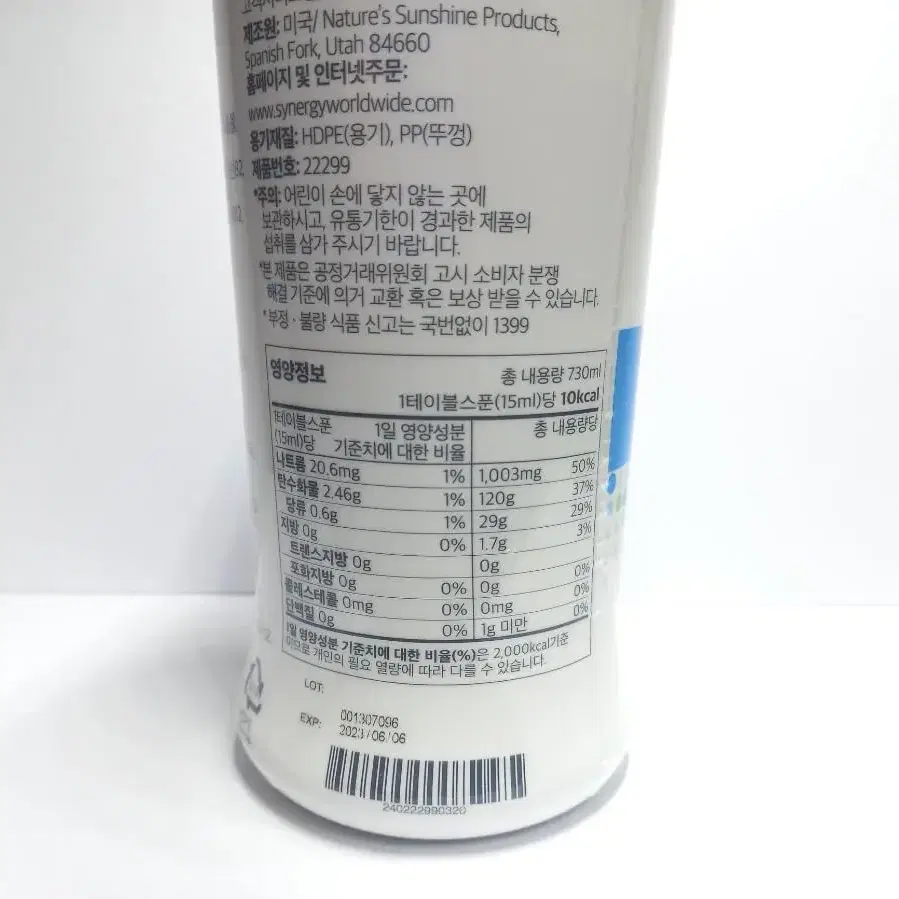 제조원: 미국/ Nature's Sunshine Products,
Spanish Fork, Utah 84660
홈페이지 및 인터넷주문:
www.synergyworldwide.com
용기재질: HDPE(용기), PP(뚜껑)
제품번호: 22299
*주의: 어린이 손에 닿지 않는 곳에
보관하시고, 유통기한이 경과한 제품의
섭취를 삼가 주시기 바랍니다.
*본 제품은 공정거래위원회 고시 소비자 분쟁
해결 기준에 의거 교환 혹은 보상 받을 수 있습니다.
*부정·불량 식품 신고는 국번없이 1399
영양정보 총 내용량 730ml
1테이블스푼(15ml)당 10kcal
1테이블스푼 (15ml)당 1일 영양성분 기준치에 대한 비율 총 내용량당
나트륨 20.6mg 1% 1,003mg 50%
탄수화물 2.46g 1% 120g 37%
당류 0.6g 1% 29g 29%
지방 0g 0% 1.7g 3%
트랜스지방 0g 0g
포화지방 0g 0% 0g 0%
콜레스테롤 0mg 0% 0mg 0%
단백질 0g 0% 1g 미만 0%
1일 영양성분 기준치에 대한 비율(%)은 2,000kcal기준
이므로 개인의 필요 열량에 따라 다를 수 있습니다.
LOT: 001307096
EXP: 2023/06/06
240222990320